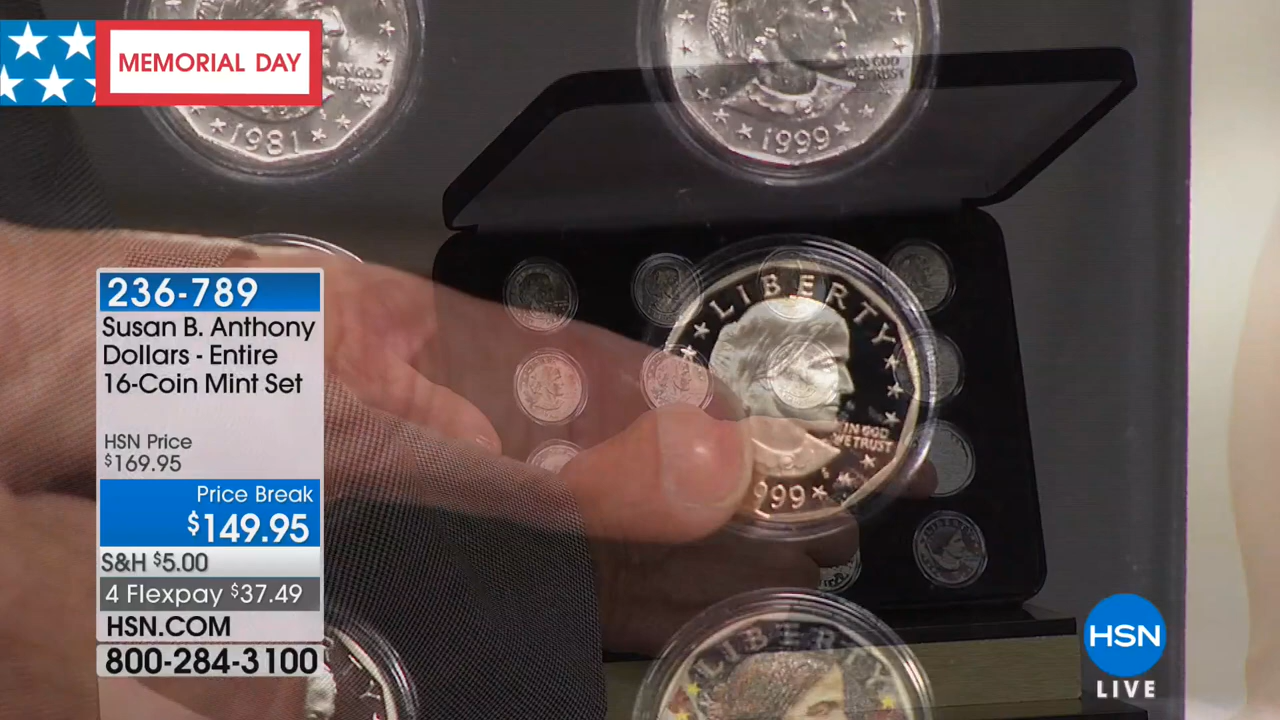 MEMORIAL DAY
IN GOD
WE TRUST
1981
IN GOD
WE TRUST
1999
236-789
Susan B. Anthony
Dollars - Entire
16-Coin Mint Set
HSN Price
$169.95
Price Break
$149.95
S&H $5.00
4 Flexpay $37.49
HSN.COM
800-284-3100
LIBERTY
IN GOD
WE TRUST
999
LIBERTY
HSN
LIVE